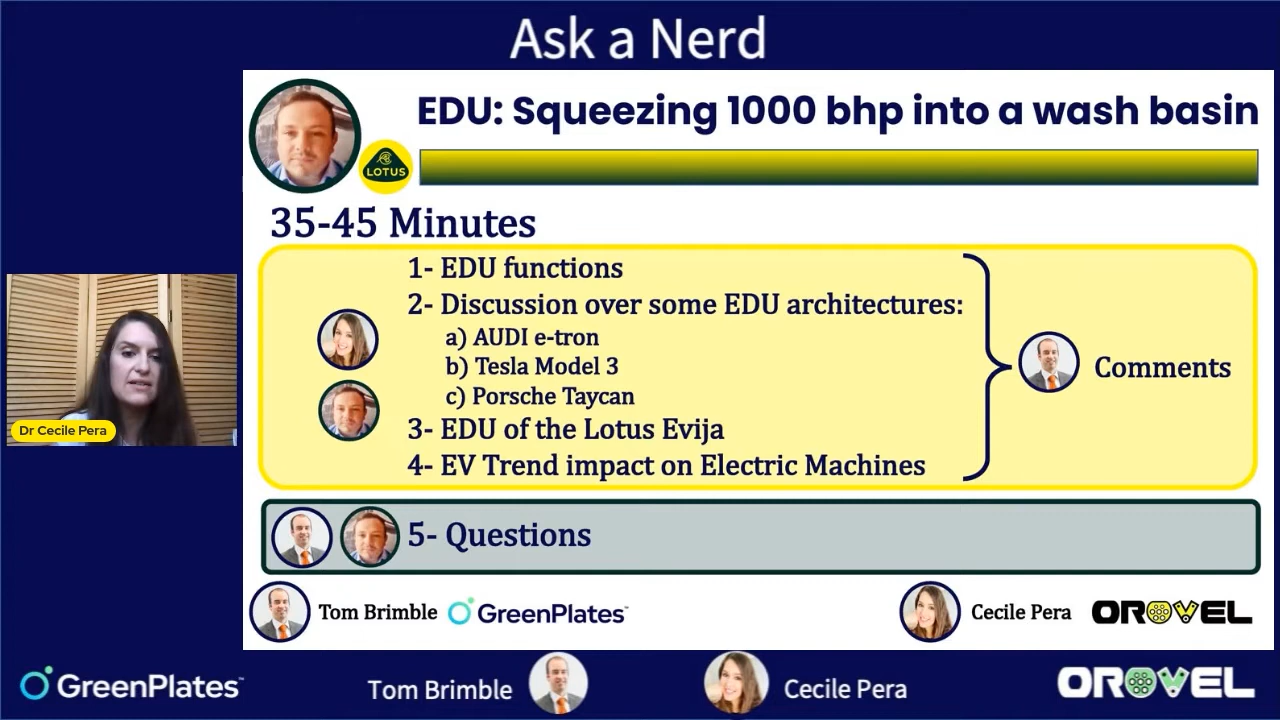 Ask a Nerd
EDU: Squeezing 1000 bhp into a wash basin
LOTUS
35-45 Minutes
1- EDU functions
2- Discussion over some EDU architectures:
a) AUDI e-tron
b) Tesla Model 3
c) Porsche Taycan
3- EDU of the Lotus Evija
4- EV Trend impact on Electric Machines
Comments
Dr Cecile Pera
5- Questions
Tom Brimble GreenPlates™ Cecile Pera OROVEL
GreenPlates™ Tom Brimble Cecile Pera OROVEL